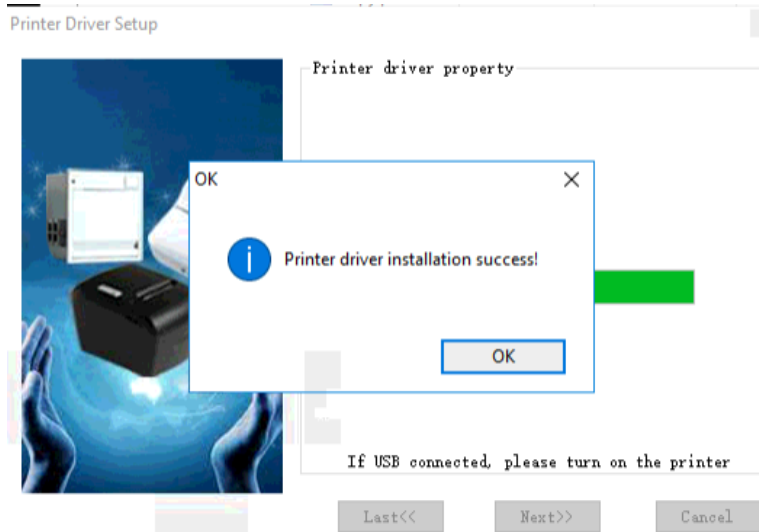 Printer Driver Setup
Printer driver property
OK
Printer driver installation success!
OK
If USB connected, please turn on the printer
Last<<
Next>>
Cancel